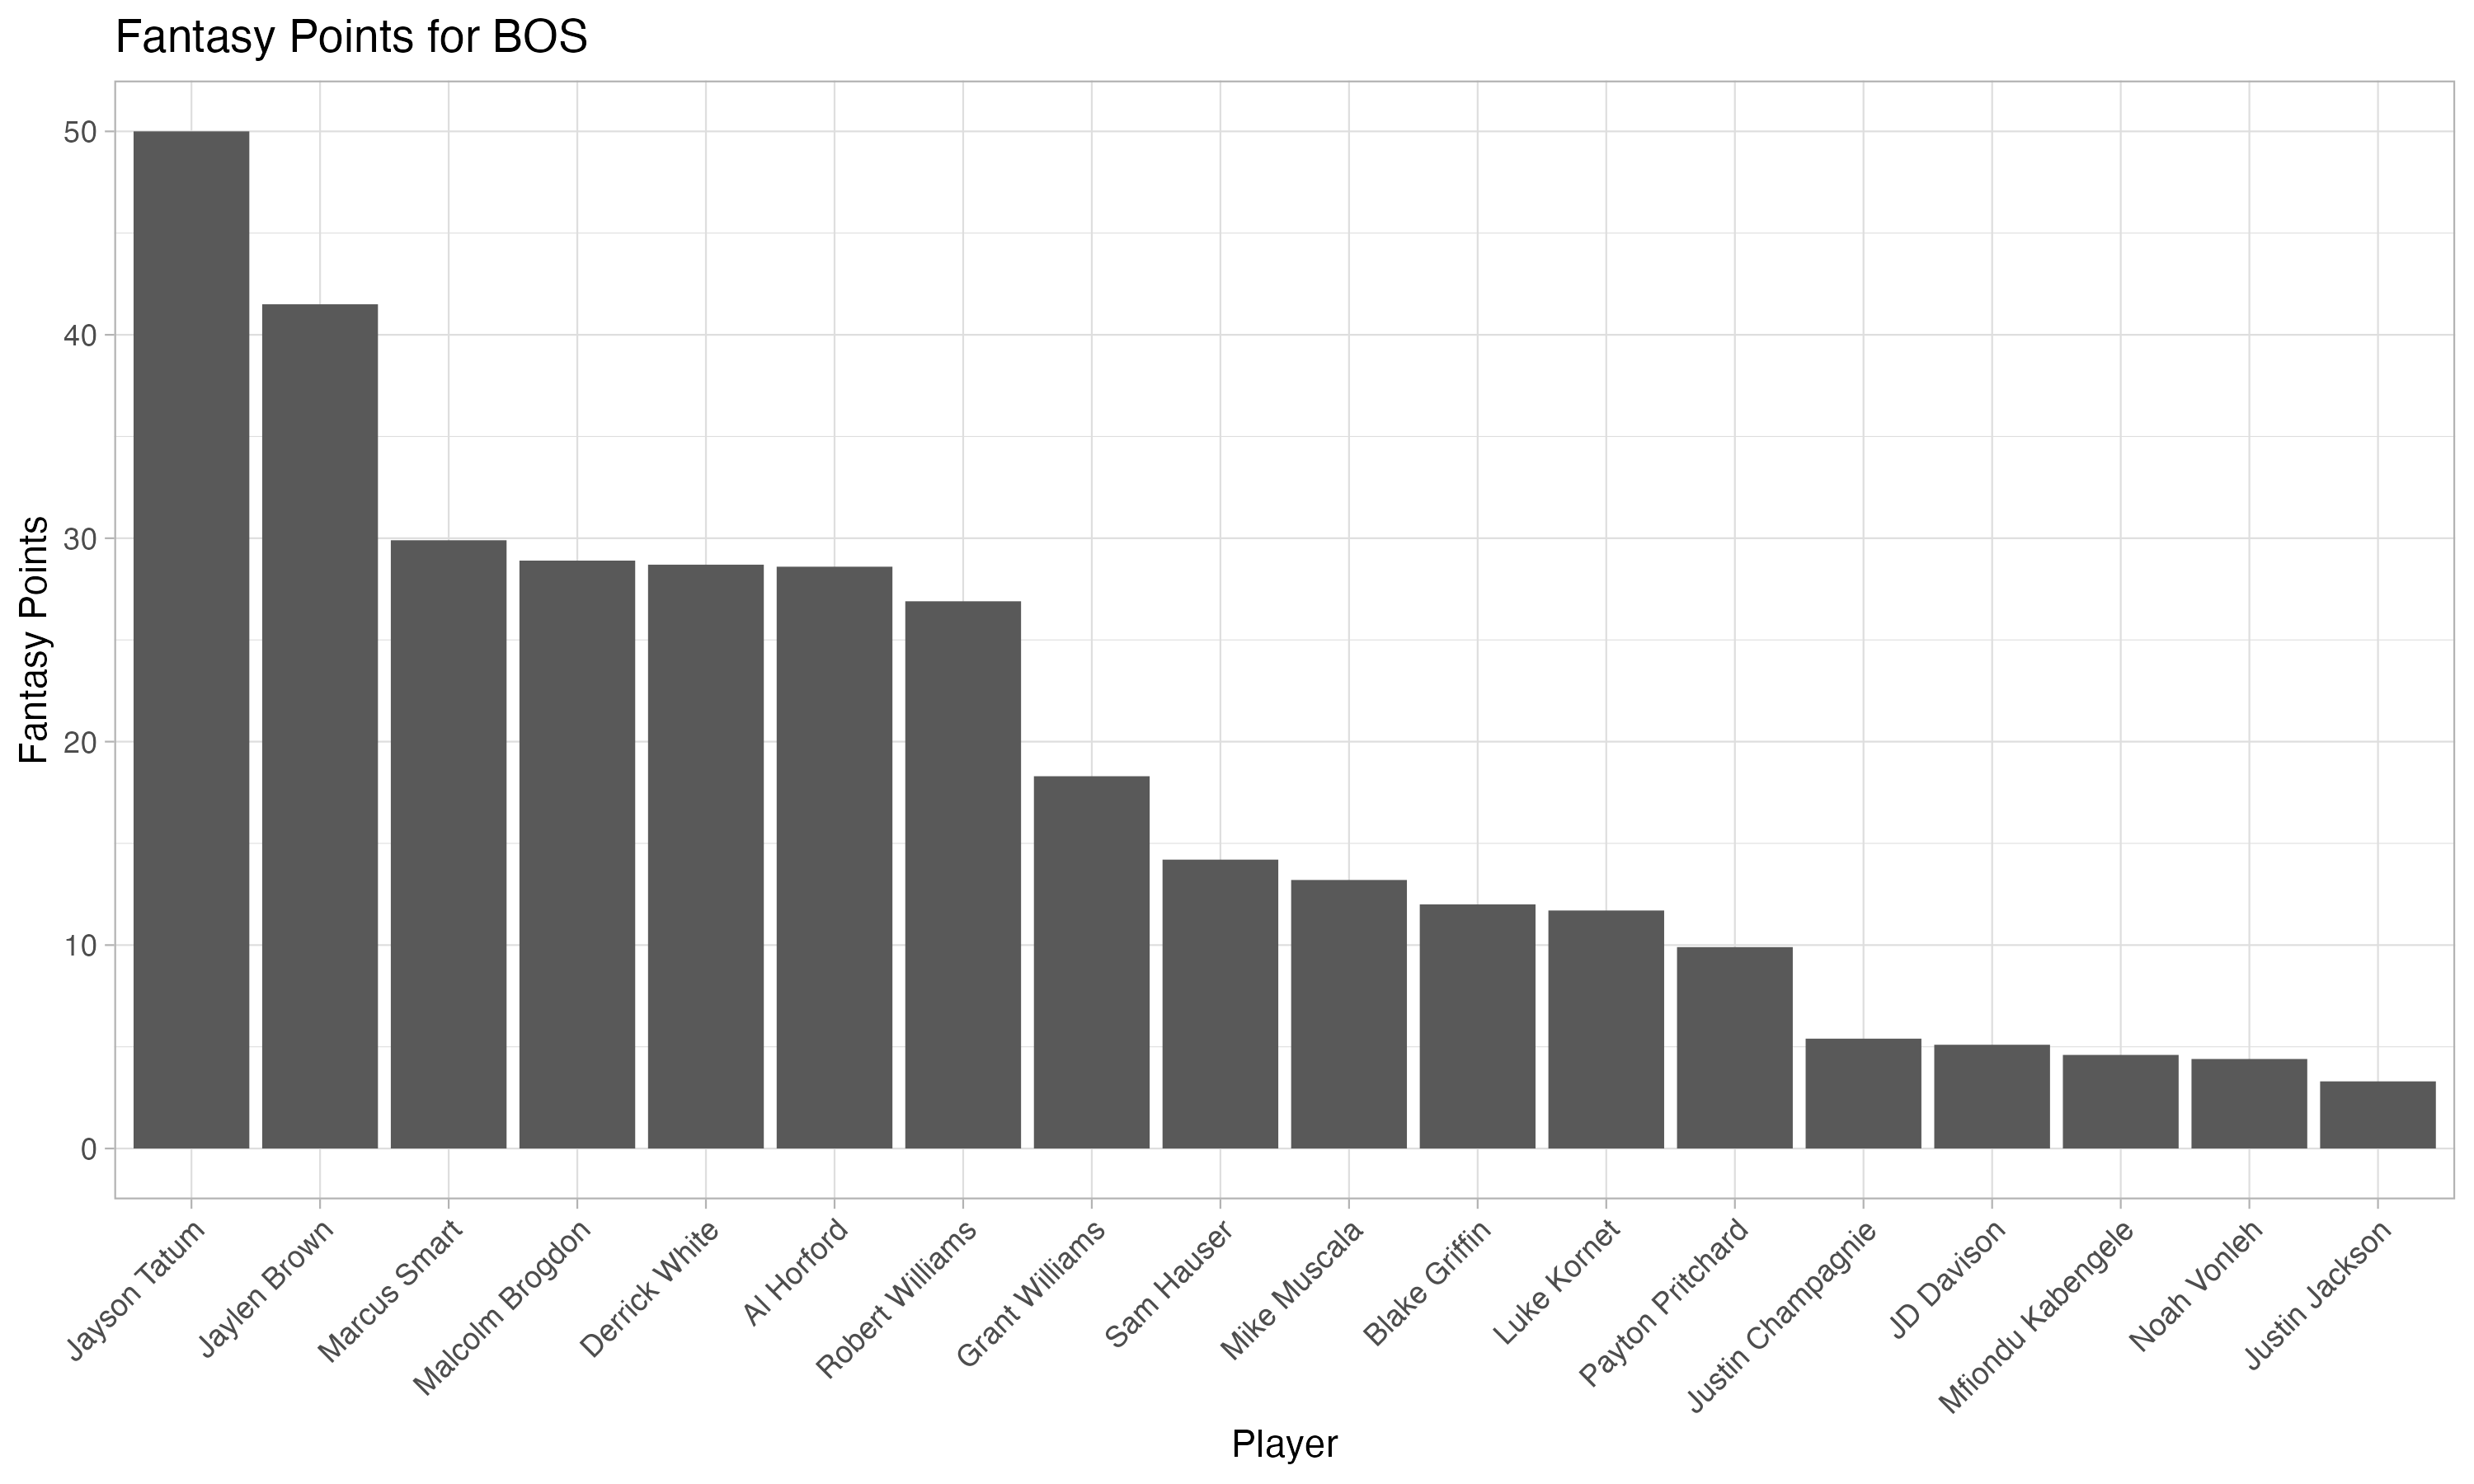 Fantasy Points for BOS
Fantasy Points
50
40
30
20
10
0
Jayson Tatum
Jaylen Brown
Marcus Smart
Malcolm Brogdon
Derrick White
Al Horford
Robert Williams
Grant Williams
Sam Hauser
Mike Muscala
Blake Griffin
Luke Kornet
Payton Pritchard
Justin Champagnie
JD Davison
Mfiondu Kabengele
Noah Vonleh
Justin Jackson
Player